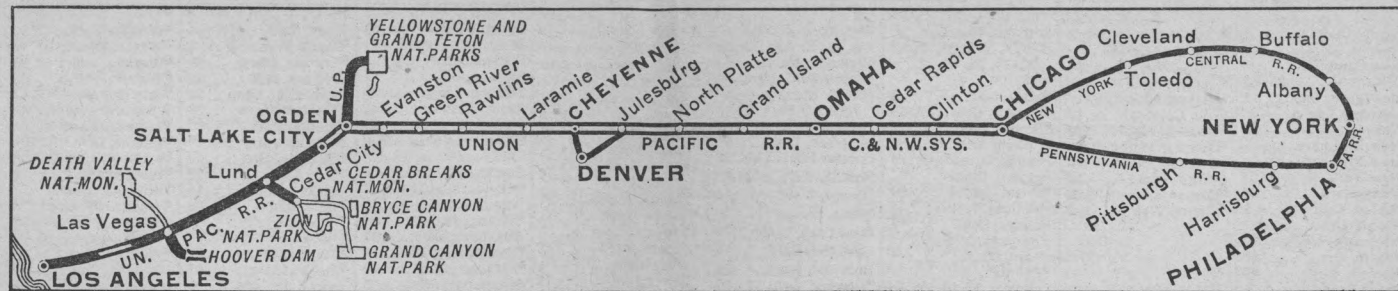 YELLOWSTONE AND
GRAND TETON
NAT. PARKS
U.P.
OGDEN
SALT LAKE CITY
Evanston
Green River
Rawlins
Laramie
CHEYENNE
Julesburg
North Platte
Grand Island
OMAHA
Cedar Rapids
Clinton
CHICAGO
Toledo
Cleveland
Buffalo
Albany
NEW YORK
NEW YORK CENTRAL R.R.
UNION PACIFIC R.R.
C.& N.W. SYS.
DENVER
PENNSYLVANIA R.R.
PA.R.R.
Pittsburgh
Harrisburg
PHILADELPHIA
DEATH VALLEY
NAT. MON.
Lund
Cedar City
CEDAR BREAKS
NAT. MON.
BRYCE CANYON
NAT. PARK
ZION
NAT. PARK
GRAND CANYON
NAT. PARK
Las Vegas
UN. PAC. R.R.
HOOVER DAM
LOS ANGELES